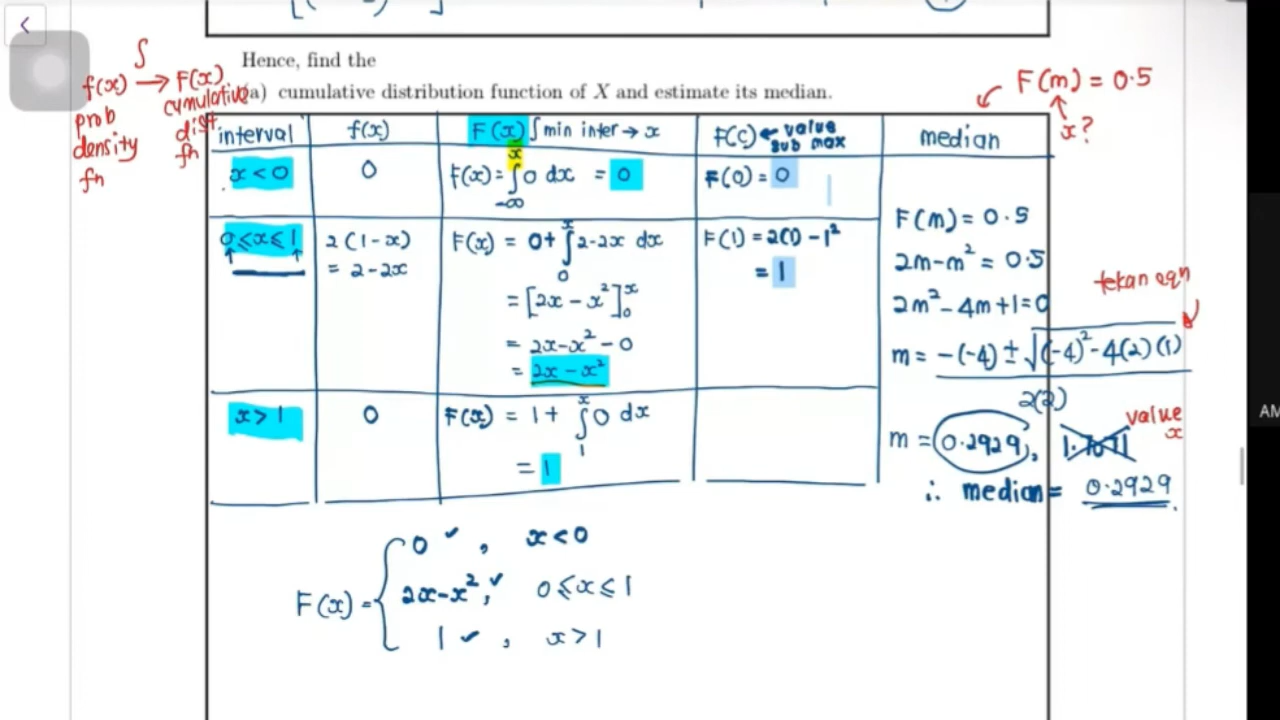 Hence, find the
(a) cumulative distribution function of X and estimate its median.
∫
f(x) → F(x)
prob density fn
cumulative dist fn
F(m) = 0.5
x?
interval
f(x)
F(x) ∫ min inter → x
F(c) ← value sub max
median
x < 0
0
F(x) = ∫_{-∞}^{x} 0 dx = 0
F(0) = 0
0 ≤ x ≤ 1
2(1-x)
= 2-2x
F(x) = 0 + ∫_{0}^{x} 2-2x dx
= [2x - x²]_{0}^{x}
= 2x-x² - 0
= 2x - x²
F(1) = 2(1) - 1²
= 1
x > 1
0
F(x) = 1 + ∫_{1}^{x} 0 dx
= 1
F(m) = 0.5
2m-m² = 0.5
2m² - 4m + 1 = 0
tekan eqn
m = (-(-4) ± √((-4)² - 4(2)(1))) / 2(2)
value x
m = 0.2929, 1.7071
∴ median = 0.2929.
F(x) = { 0 ✓, x < 0
2x-x², ✓ 0 ≤ x ≤ 1
1 ✓, x > 1
AM